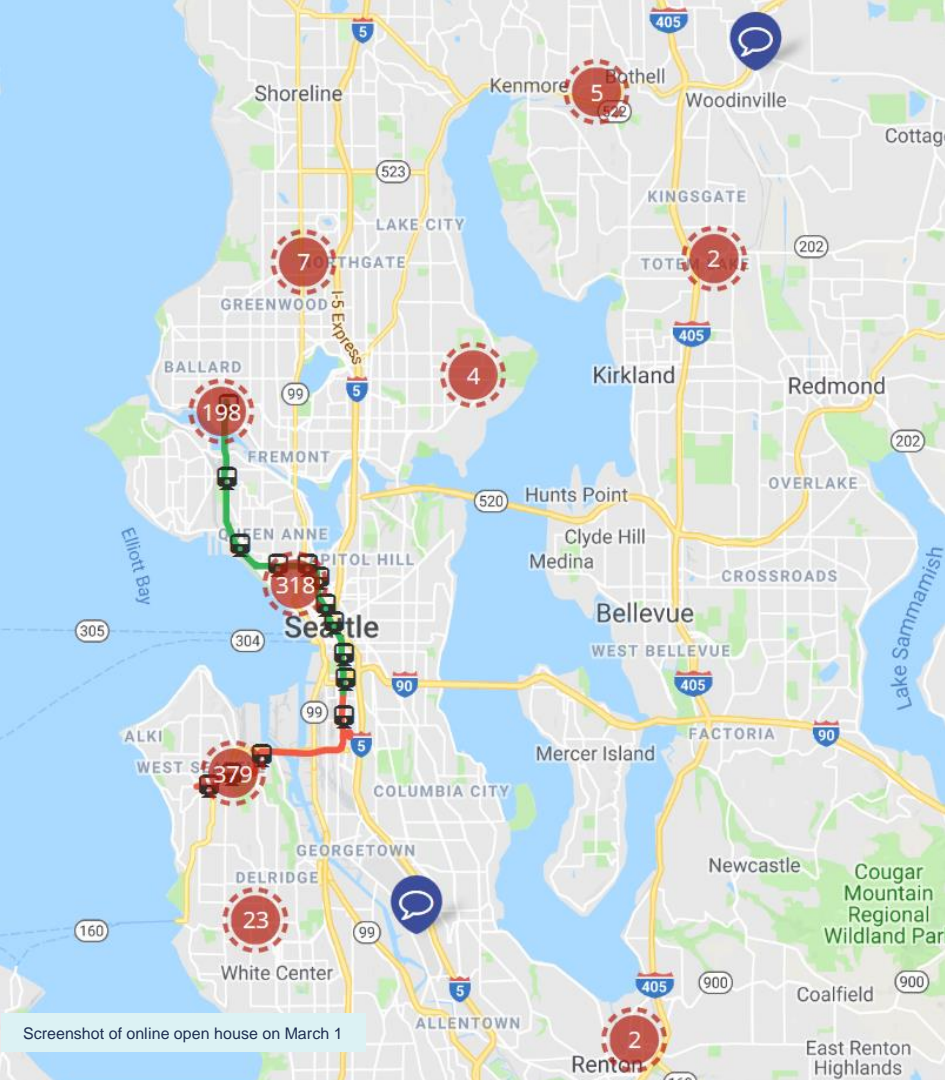 405
5
Bothell
Kenmore
5
Shoreline
522
Woodinville
Cottag
523
KINGSGATE
LAKE CITY
202
7
NORTHGATE
2
TOTEM LAKE
GREENWOOD
I-5 Express
405
BALLARD
4
Kirkland
Redmond
99
5
198
202
FREMONT
OVERLAKE
520
Hunts Point
QUEEN ANNE
Clyde Hill
CAPITOL HILL
Medina
Elliott Bay
318
CROSSROADS
Bellevue
Lake Sammamish
305
Seattle
304
WEST BELLEVUE
90
405
99
ALKI
5
FACTORIA
90
Mercer Island
WEST S
379
COLUMBIA CITY
GEORGETOWN
Newcastle
DELRIDGE
Cougar
Mountain
Regional
Wildland Par
23
160
99
White Center
5
405
900
900
Coalfield
ALLENTOWN
Screenshot of online open house on March 1
2
East Renton
Highlands
Renton